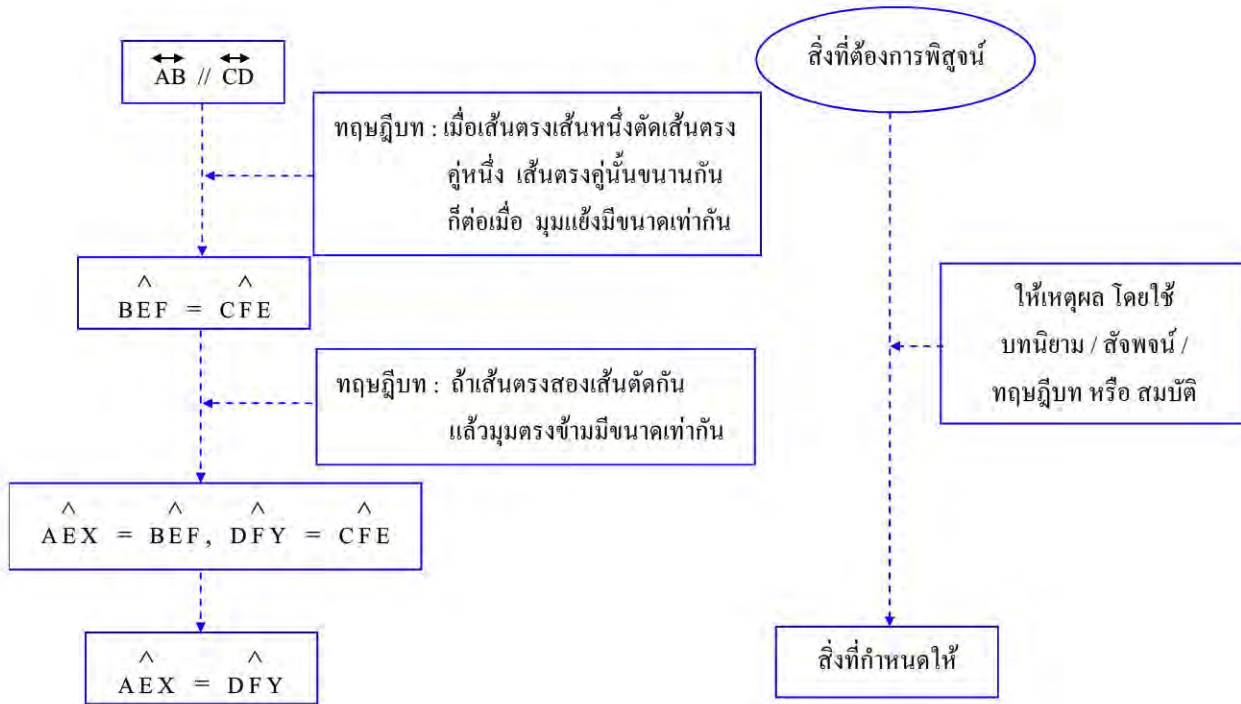 AB // CD
ทฤษฎีบท : เมื่อเส้นตรงเส้นหนึ่งตัดเส้นตรง
คู่หนึ่ง เส้นตรงคู่นั้นขนานกัน
ก็ต่อเมื่อ มุมแย้งมีขนาดเท่ากัน
BÊF = CF̂E
ทฤษฎีบท : ถ้าเส้นตรงสองเส้นตัดกัน
แล้วมุมตรงข้ามมีขนาดเท่ากัน
AÊX = BÊF, DF̂Y = CF̂E
AÊX = DF̂Y
สิ่งที่ต้องการพิสูจน์
ให้เหตุผล โดยใช้
บทนิยาม / สัจพจน์ /
ทฤษฎีบท หรือ สมบัติ
สิ่งที่กำหนดให้